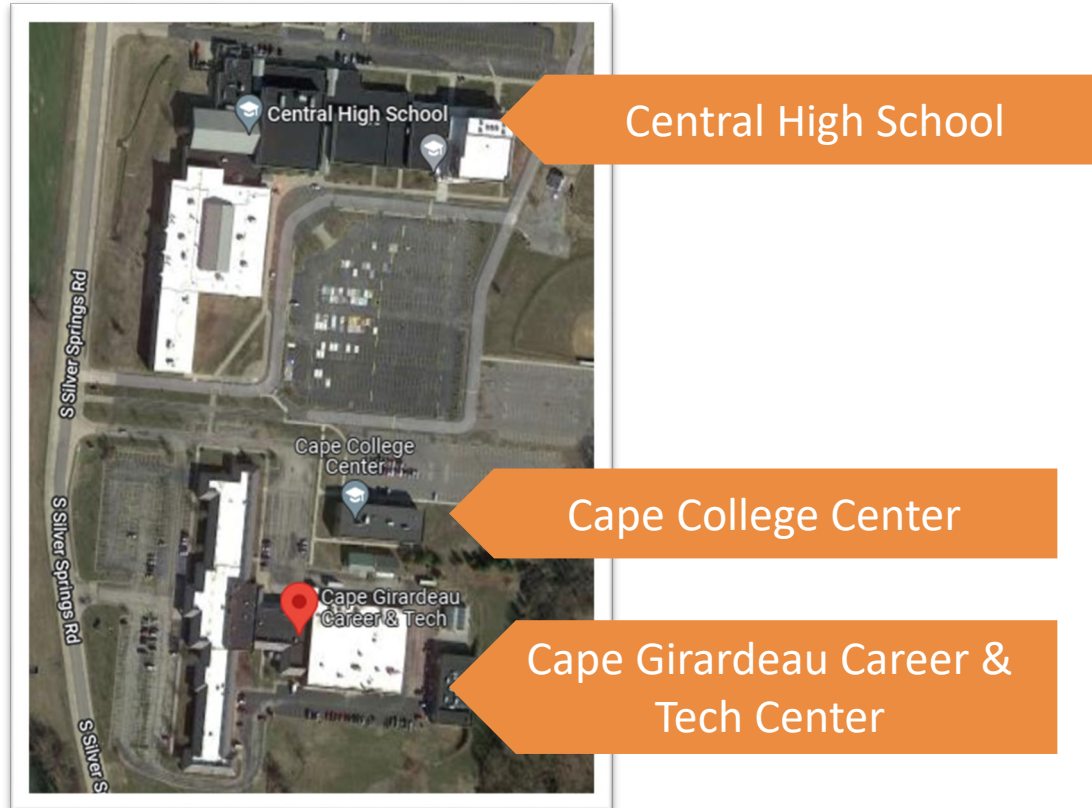 Central High School
Central High School
S Silver Springs Rd
Cape College
Center
Cape College Center
S Silver Springs Rd
Cape Girardeau
Career & Tech
Cape Girardeau Career &
Tech Center
S Silver S